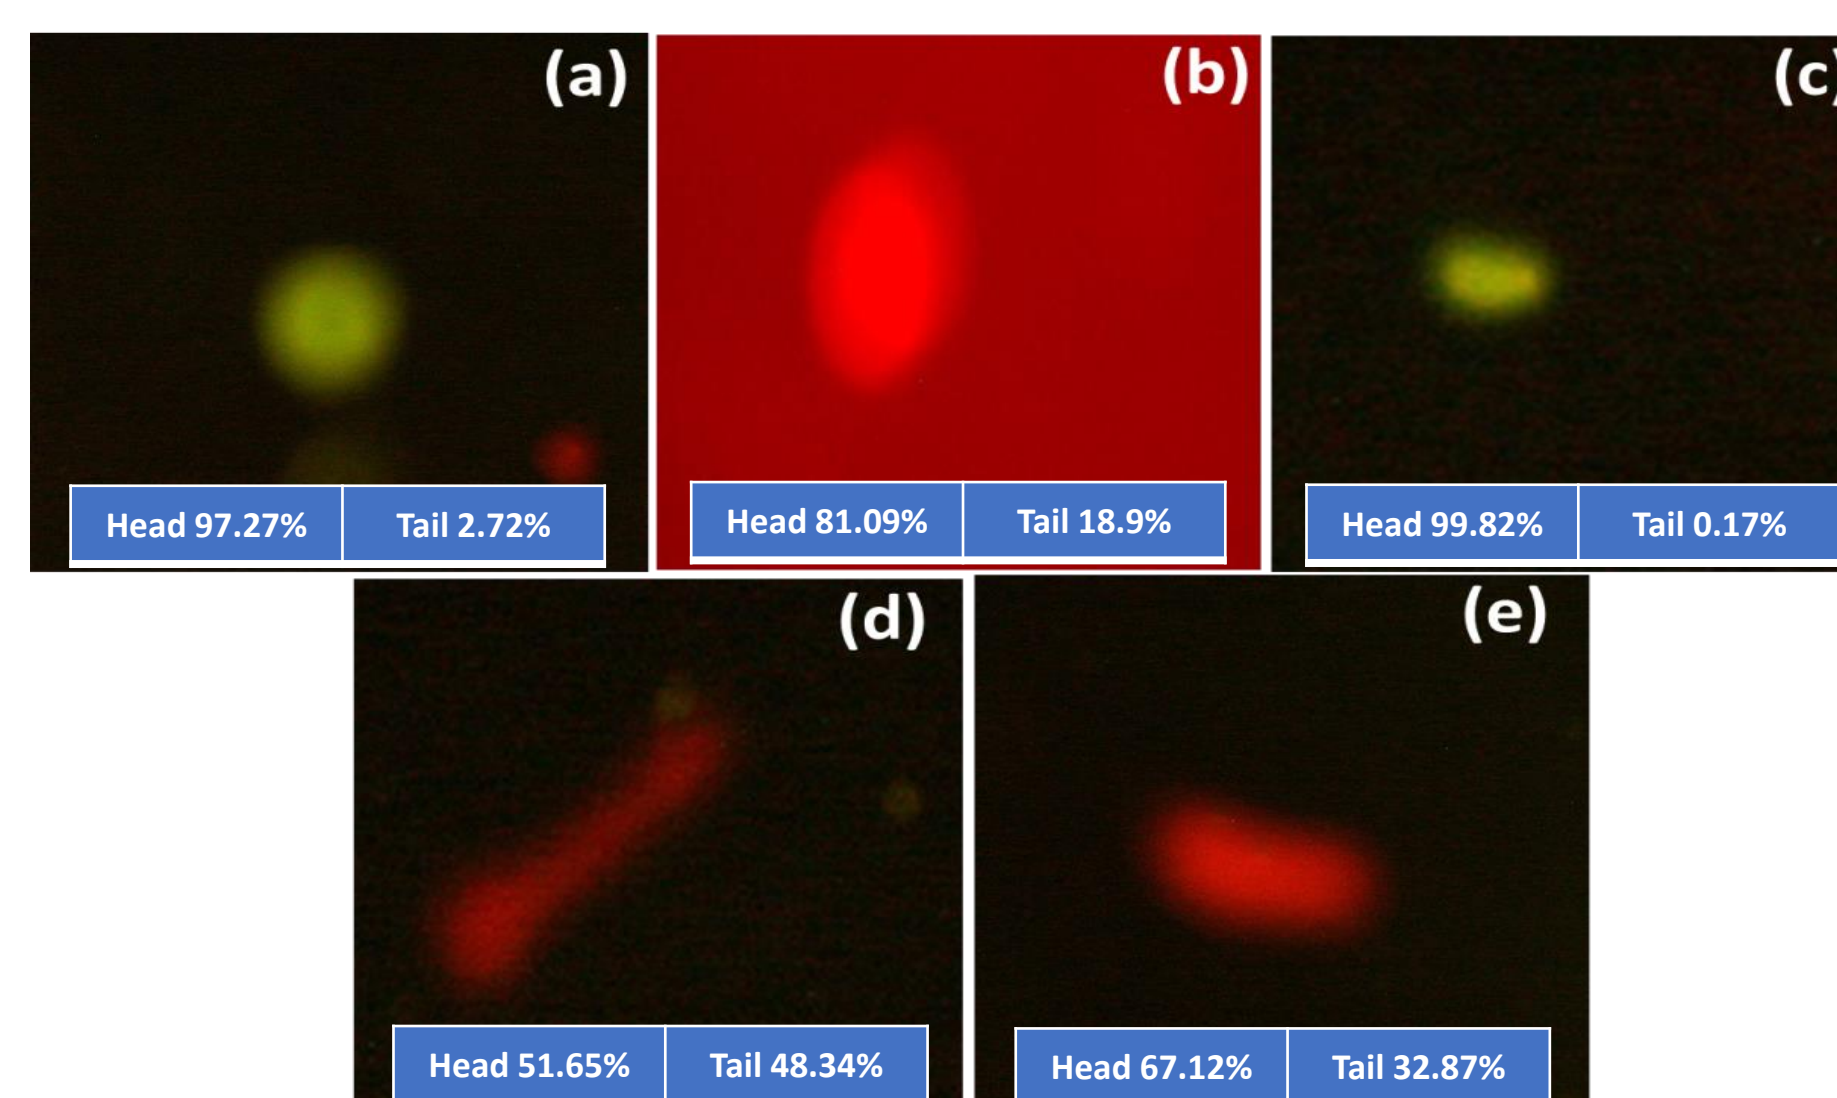 (a)
(b)
(c)
Head 97.27% Tail 2.72%
Head 81.09% Tail 18.9%
Head 99.82% Tail 0.17%
(d)
(e)
Head 51.65% Tail 48.34%
Head 67.12% Tail 32.87%